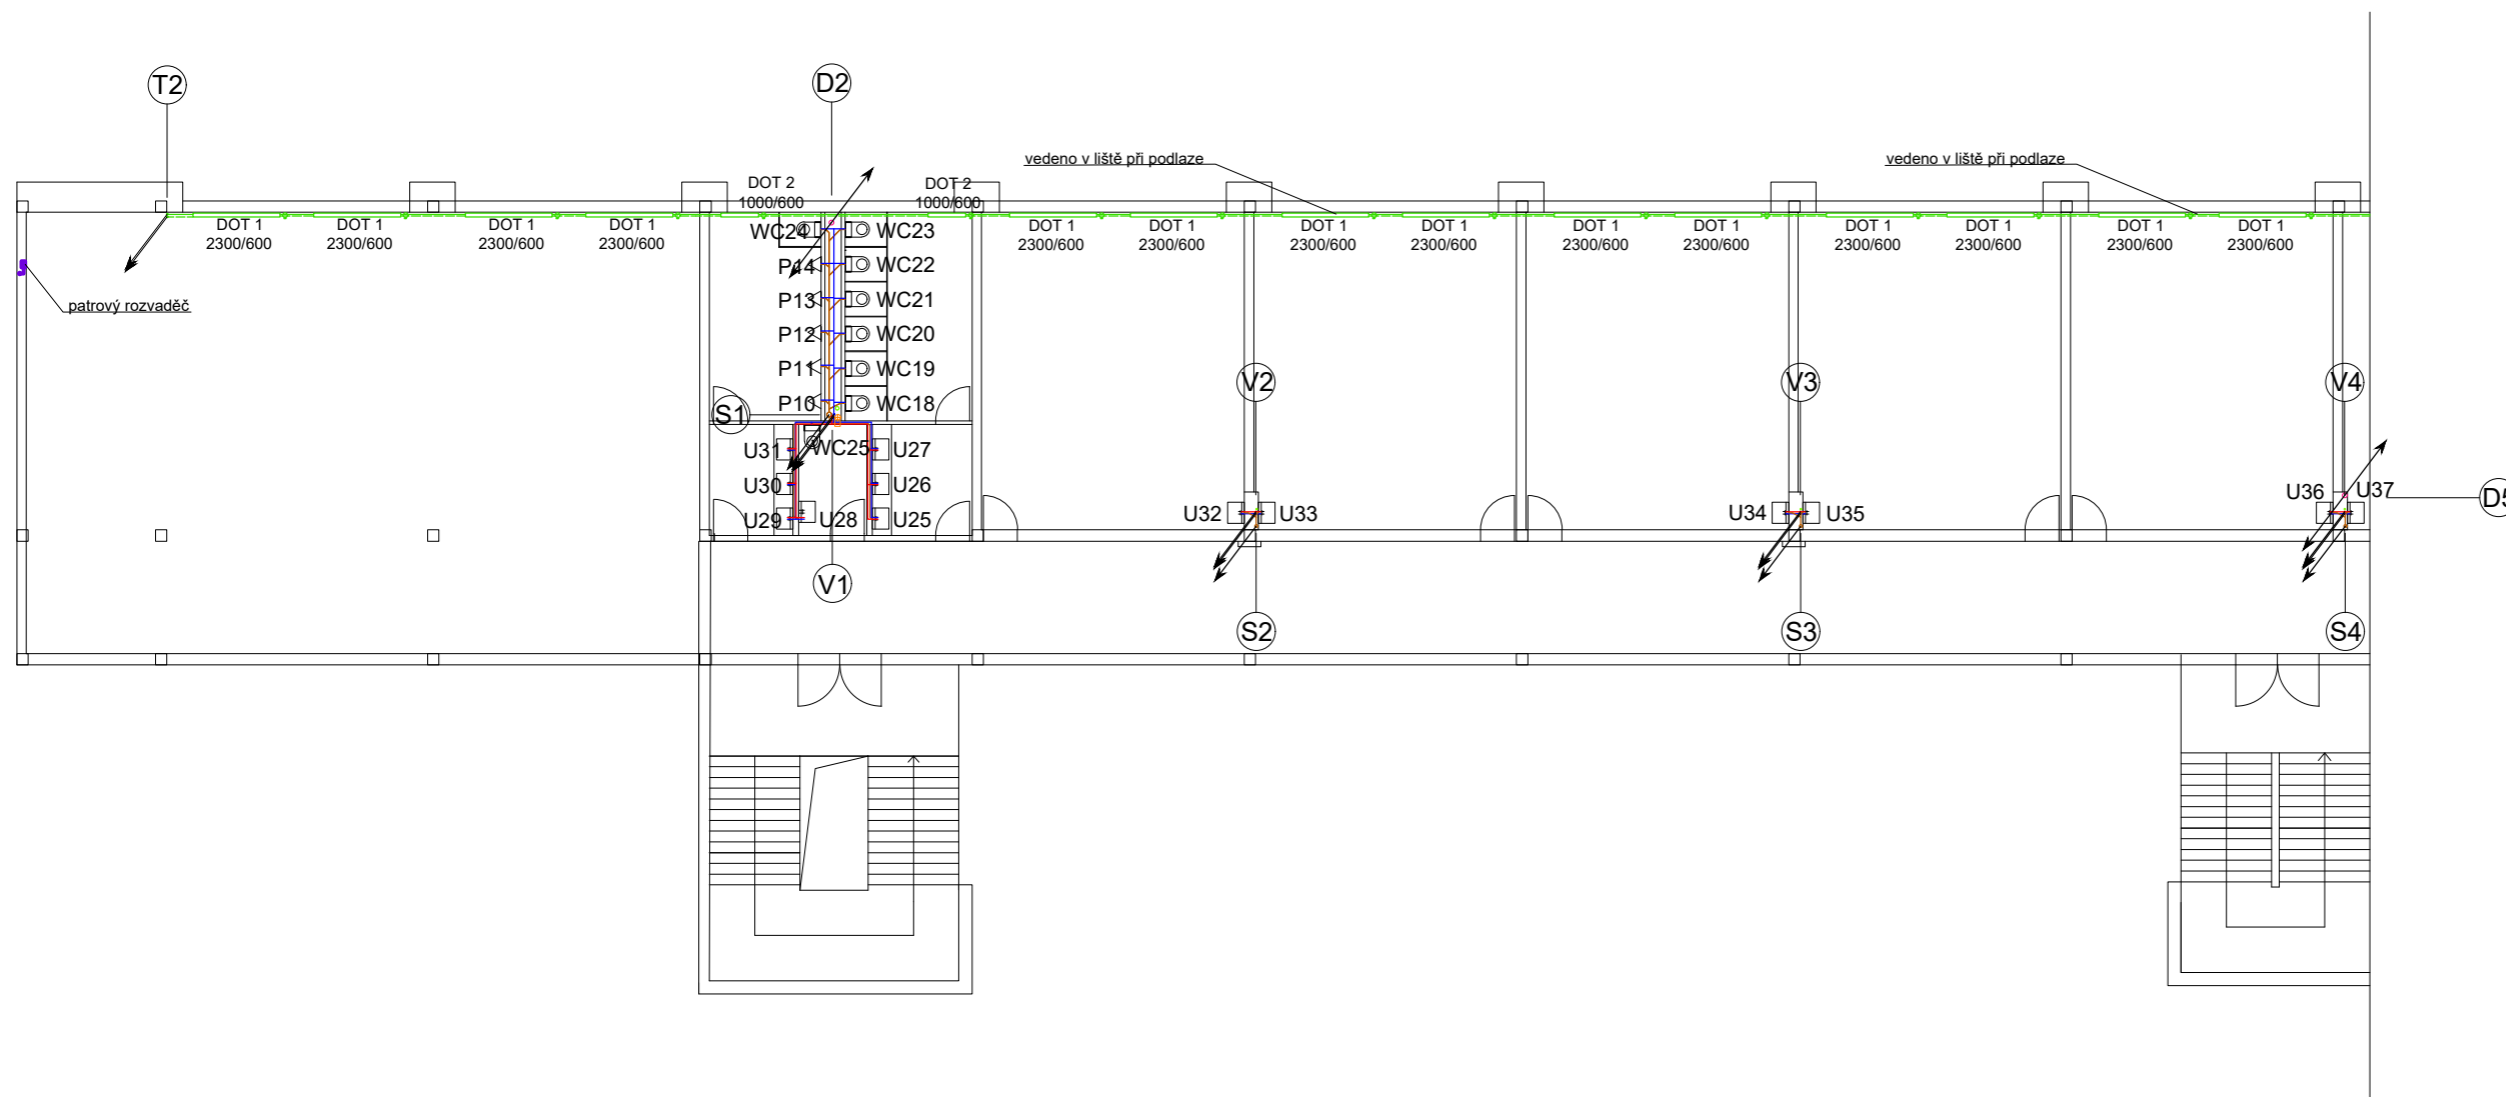 T2
D2
vedeno v liště při podlaze
vedeno v liště při podlaze
DOT 2
1000/600
DOT 2
1000/600
DOT 1
2300/600
DOT 1
2300/600
DOT 1
2300/600
DOT 1
2300/600
DOT 1
2300/600
DOT 1
2300/600
DOT 1
2300/600
DOT 1
2300/600
DOT 1
2300/600
DOT 1
2300/600
DOT 1
2300/600
DOT 1
2300/600
DOT 1
2300/600
DOT 1
2300/600
patrový rozvaděč
WC24
WC23
P14
WC22
P13
WC21
P12
WC20
P11
WC19
P10
WC18
S1
V2
V3
V4
WC25
U31
U27
U30
U26
U29
U28
U25
U32
U33
U34
U35
U36
U37
D5
V1
S2
S3
S4